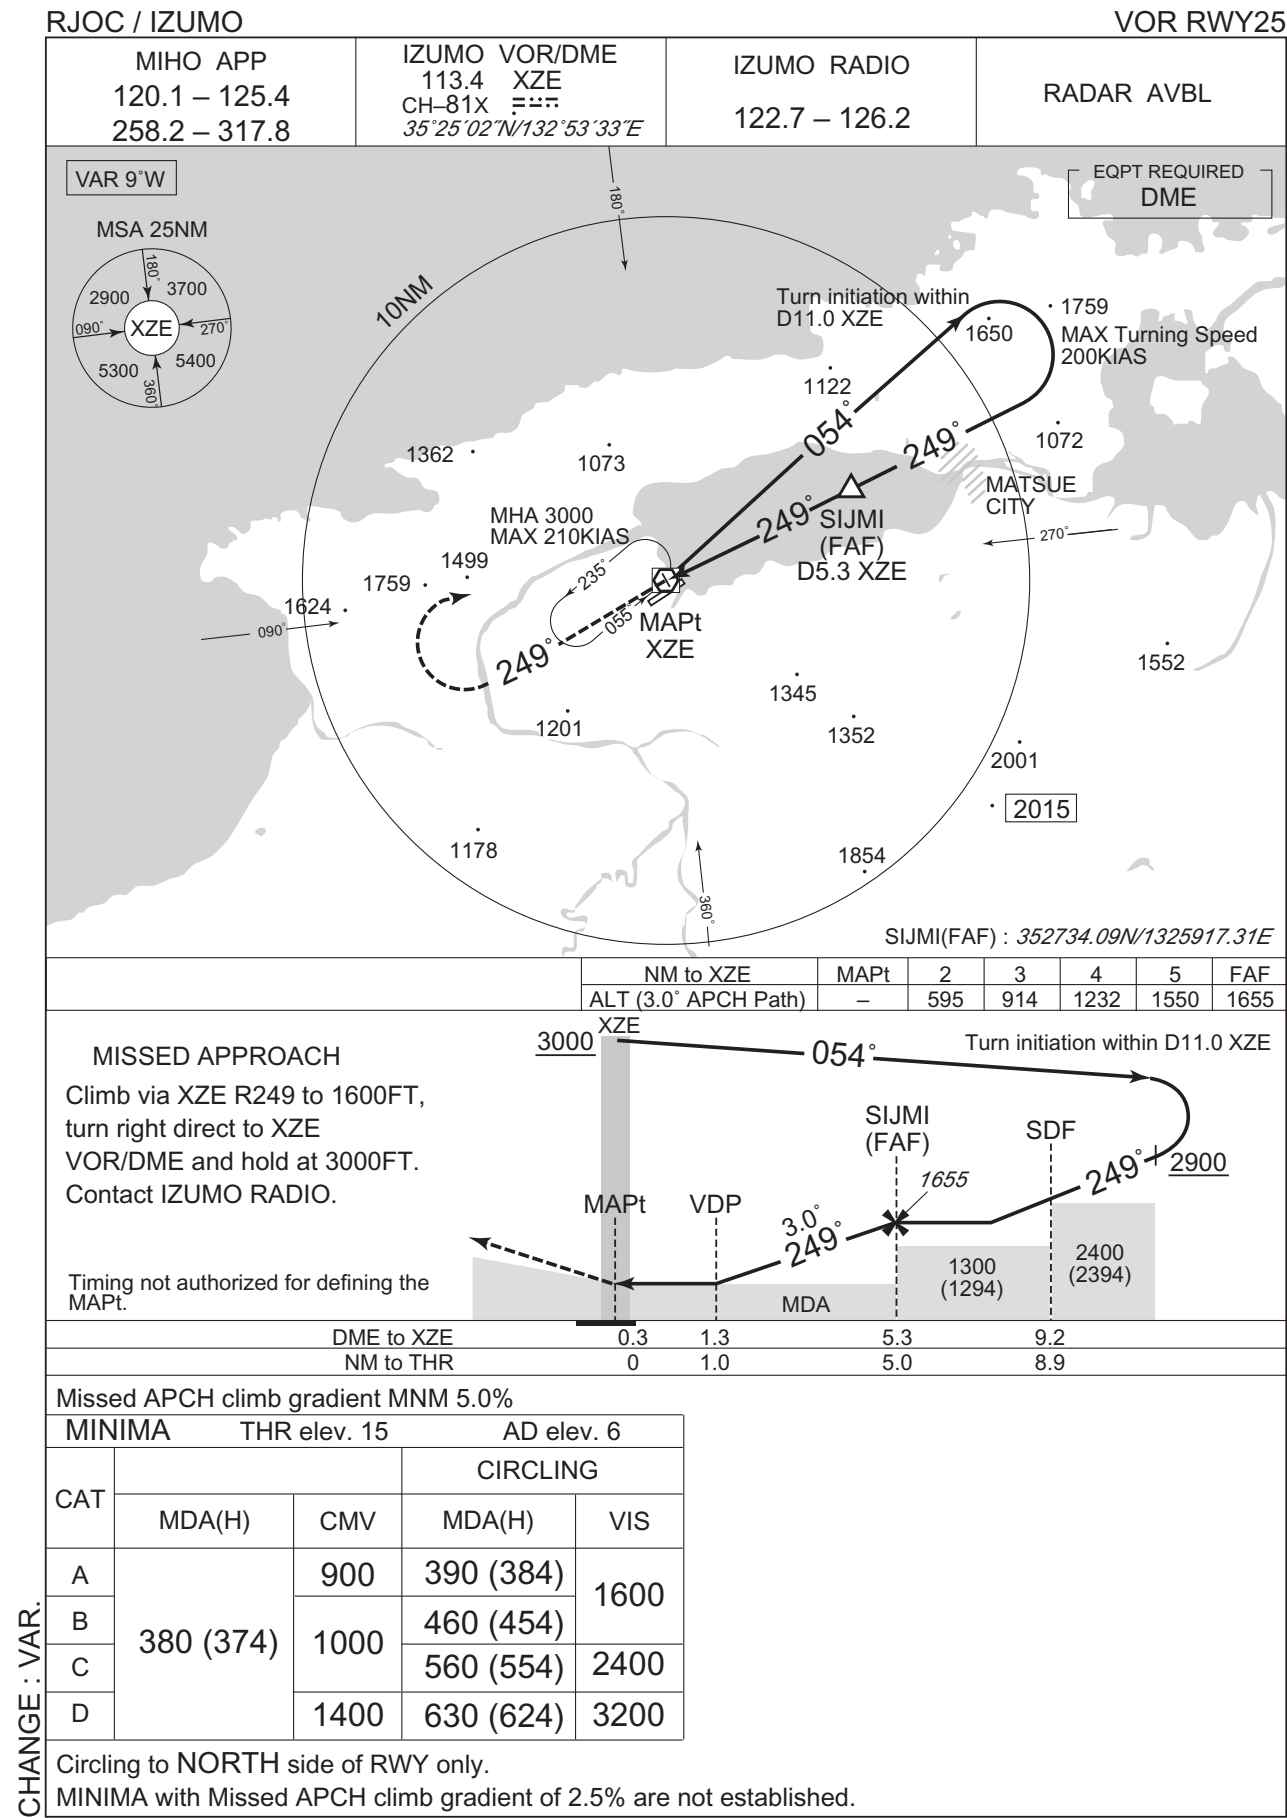 RJOC / IZUMO
VOR RWY25
MIHO APP
120.1 – 125.4
258.2 – 317.8
IZUMO VOR/DME
113.4 XZE
CH–81X
35°25´02˝N/132°53´33˝E
IZUMO RADIO
122.7 – 126.2
RADAR AVBL
VAR 9°W
EQPT REQUIRED
DME
MSA 25NM
180°
2900
3700
090°
XZE
270°
5300
5400
360°
180°
10NM
Turn initiation within
D11.0 XZE
1650
1759
MAX Turning Speed
200KIAS
1122
054°
249°
1072
1362
1073
MATSUE
CITY
MHA 3000
MAX 210KIAS
249°
SIJMI
(FAF)
D5.3 XZE
270°
1499
1759
235°
1624
055°
090°
MAPt
XZE
249°
1552
1345
1201
1352
2001
2015
1178
1854
360°
SIJMI(FAF) : 352734.09N/1325917.31E
NM to XZE MAPt 2 3 4 5 FAF
ALT (3.0° APCH Path) – 595 914 1232 1550 1655
MISSED APPROACH
Climb via XZE R249 to 1600FT,
turn right direct to XZE
VOR/DME and hold at 3000FT.
Contact IZUMO RADIO.
Timing not authorized for defining the
MAPt.
XZE
3000
054°
Turn initiation within D11.0 XZE
SIJMI
(FAF)
SDF
249°
2900
1655
MAPt
VDP
3.0°
249°
1300
(1294)
2400
(2394)
MDA
DME to XZE 0.3 1.3 5.3 9.2
NM to THR 0 1.0 5.0 8.9
Missed APCH climb gradient MNM 5.0%
MINIMA THR elev. 15 AD elev. 6
CAT
CIRCLING
MDA(H) CMV MDA(H) VIS
A 900 390 (384) 1600
B 380 (374) 1000 460 (454)
C 560 (554) 2400
D 1400 630 (624) 3200
Circling to NORTH side of RWY only.
MINIMA with Missed APCH climb gradient of 2.5% are not established.
CHANGE : VAR.